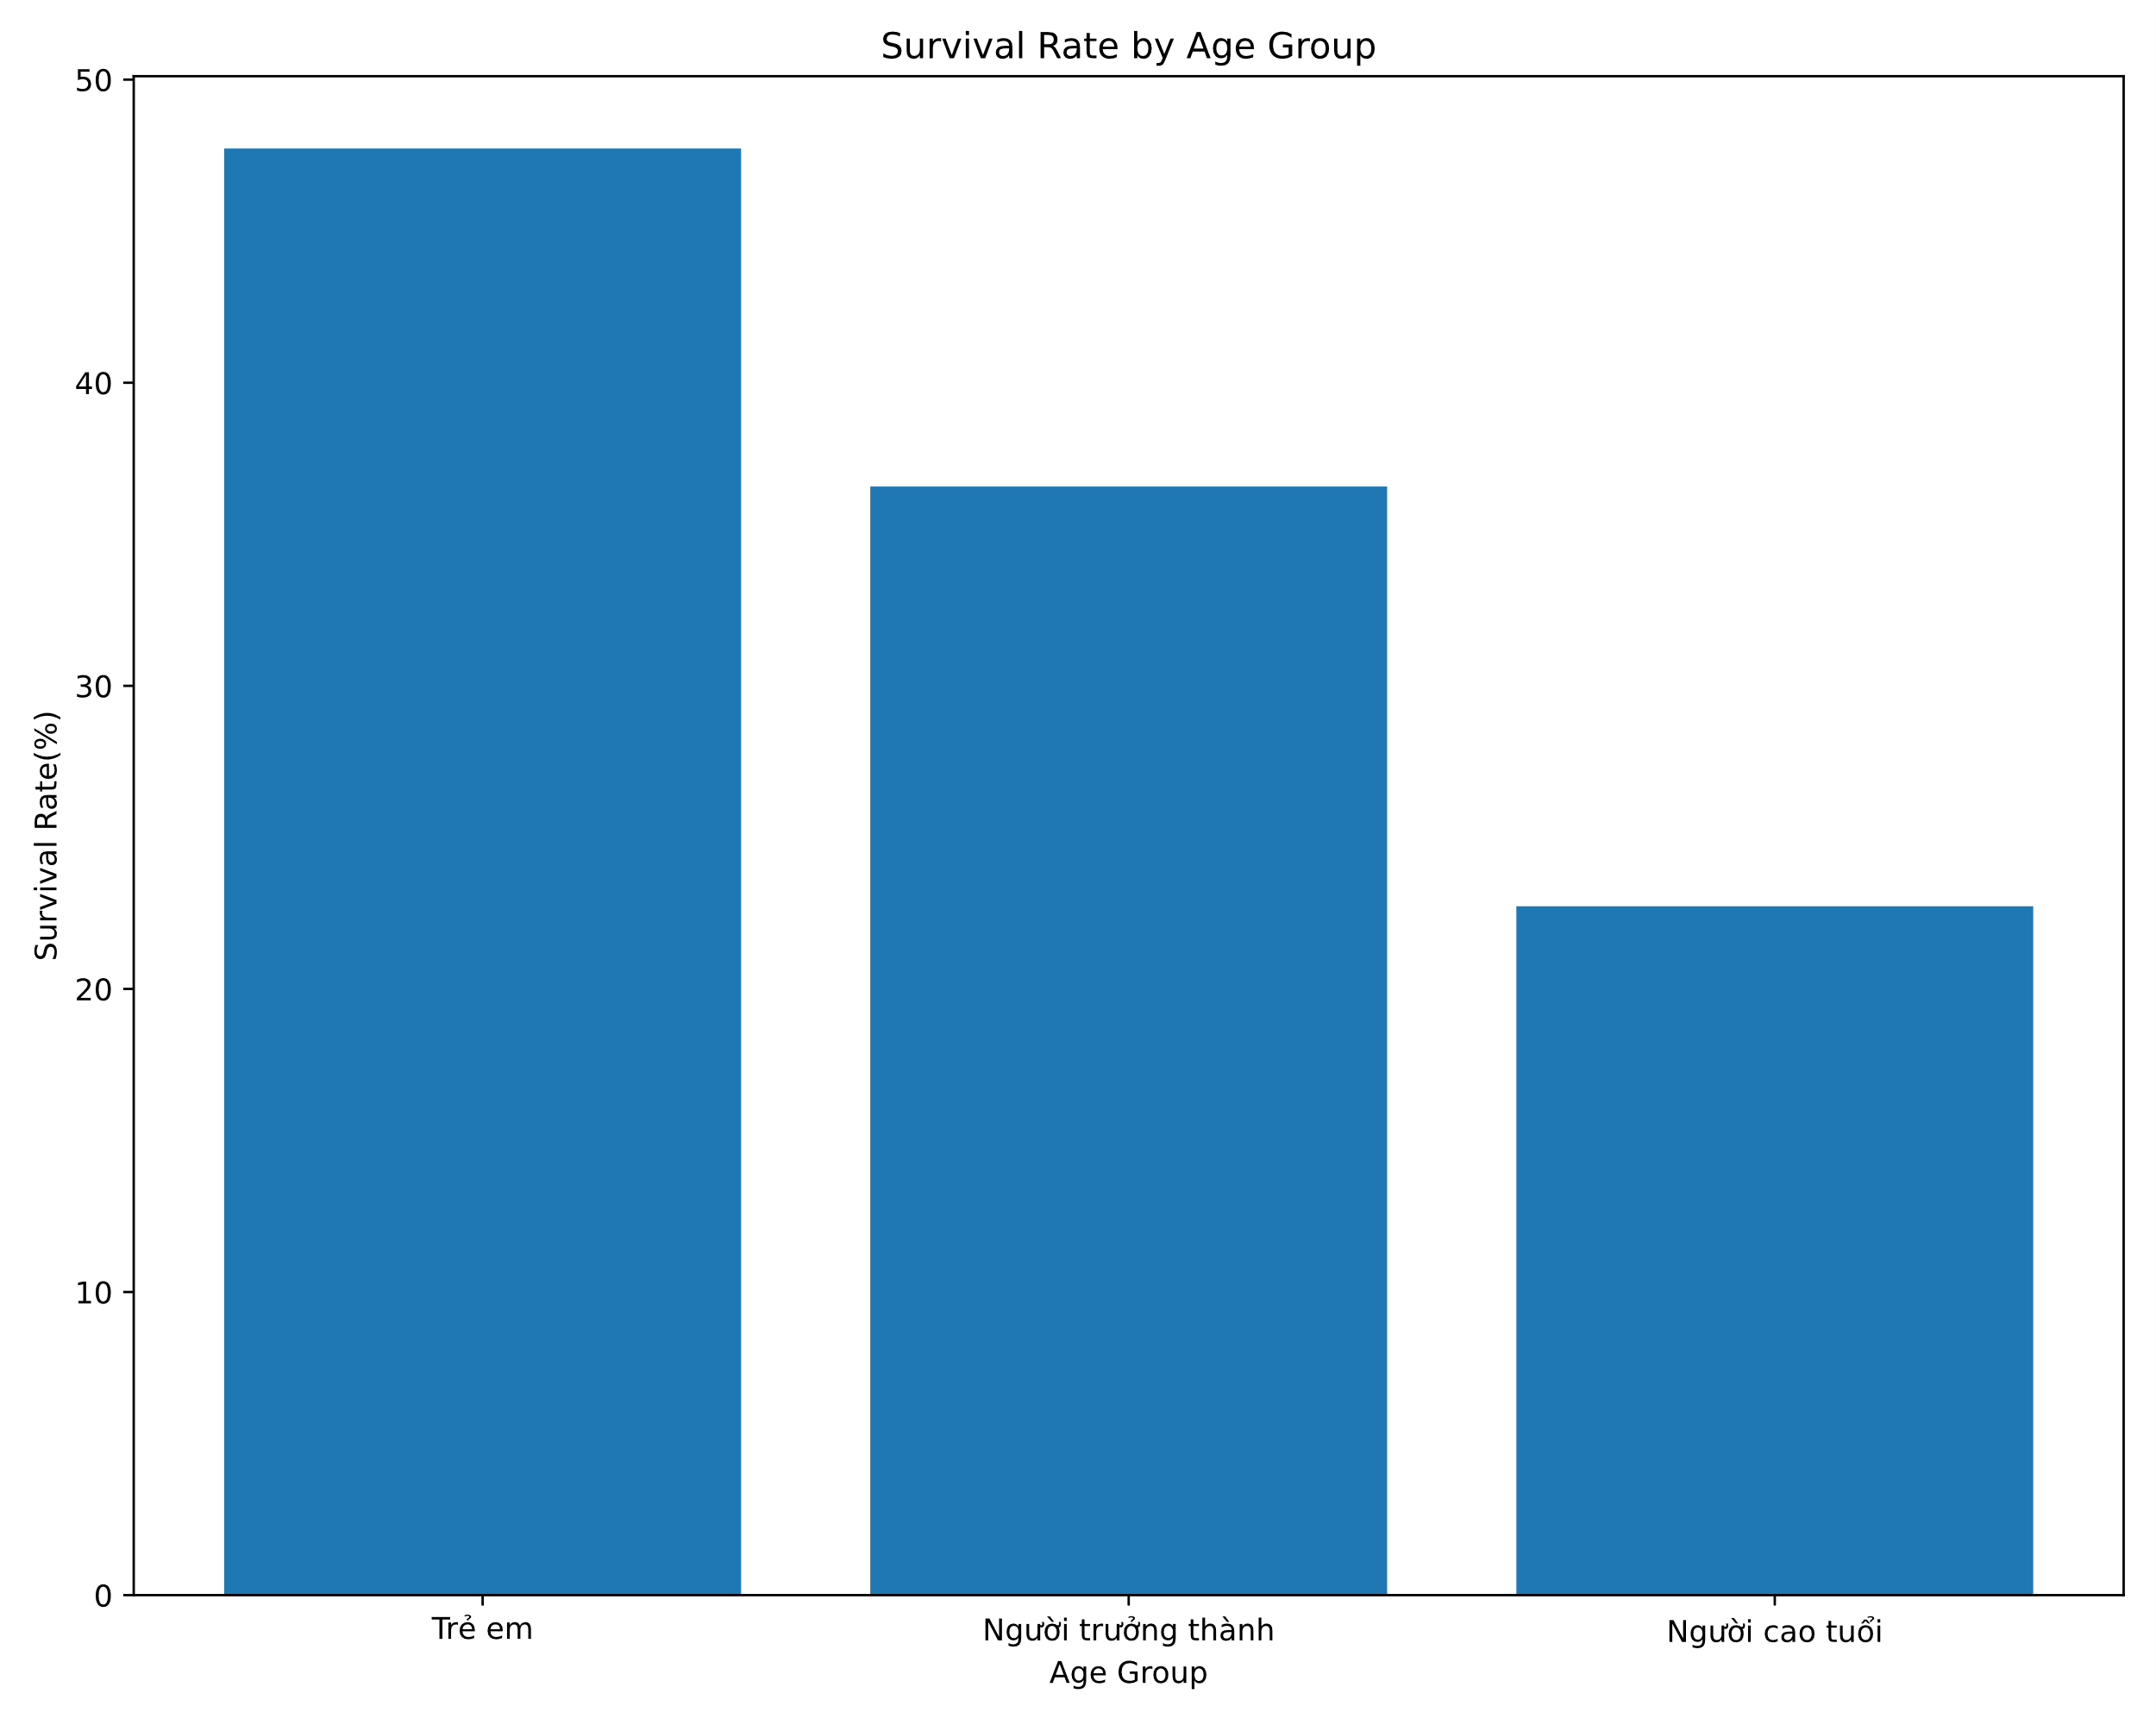 Survival Rate by Age Group
50
40
30
20
10
0
Survival Rate(%)
Trẻ em
Người trưởng thành
Người cao tuổi
Age Group